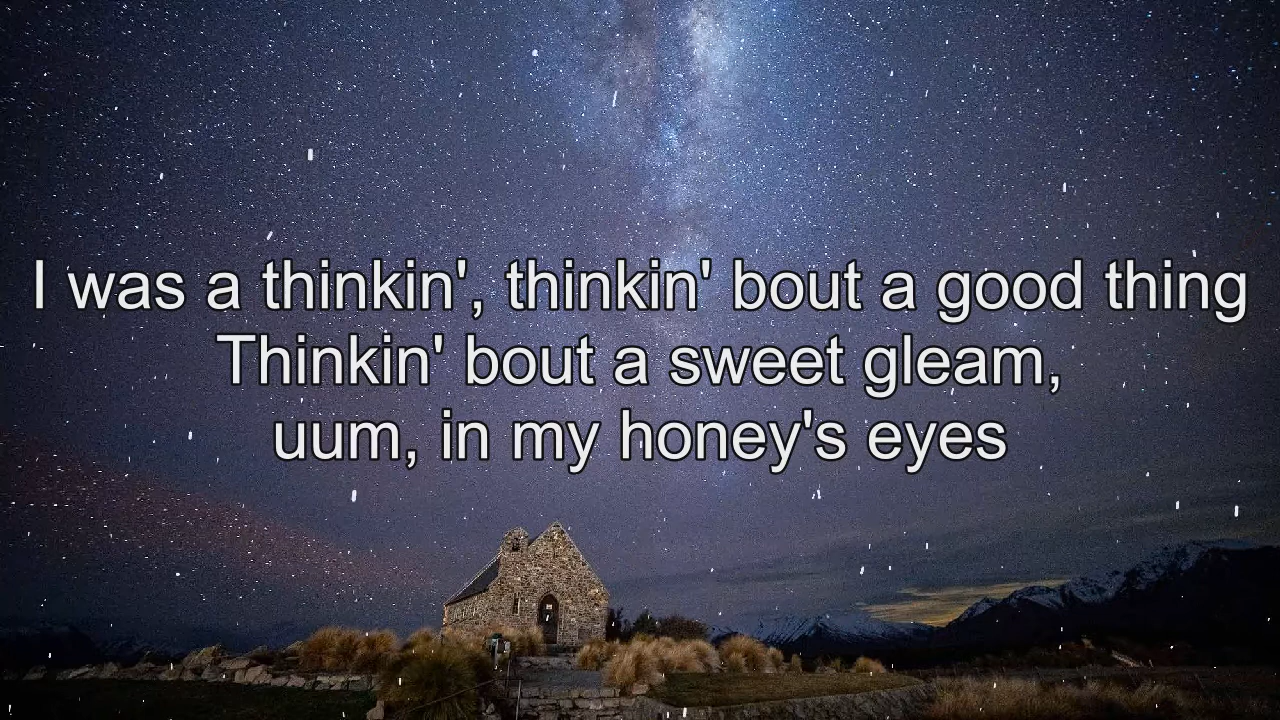 I was a thinkin', thinkin' bout a good thing
Thinkin' bout a sweet gleam,
uum, in my honey's eyes